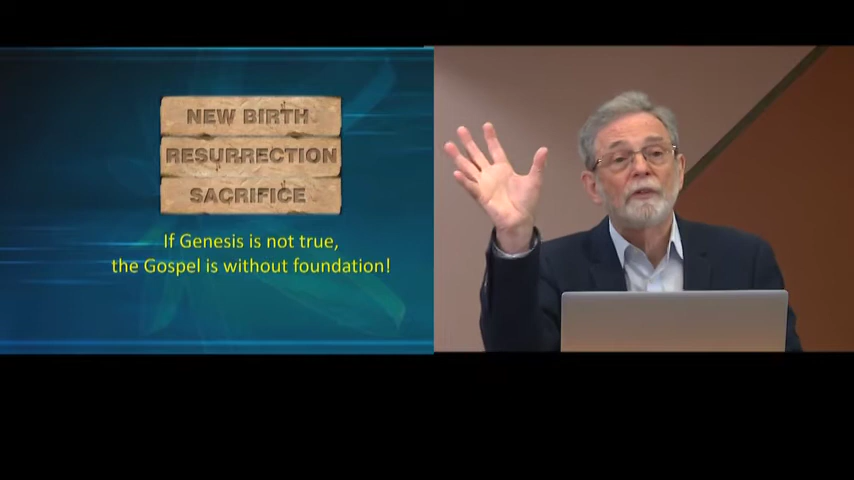 NEW BIRTH
RESURRECTION
SACRIFICE
If Genesis is not true,
the Gospel is without foundation!